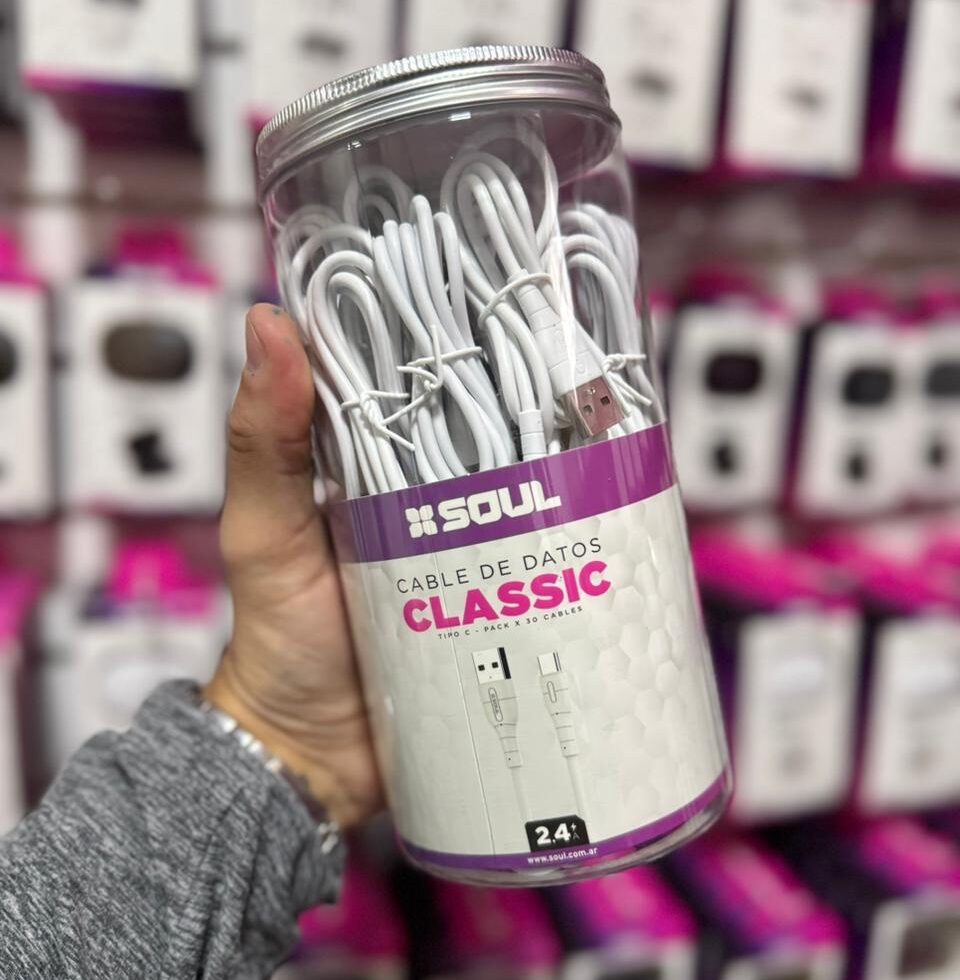 SOUL
CABLE DE DATOS
CLASSIC
TIPO C - PACK X 30 CABLES
2.4A
www.soul.com.ar